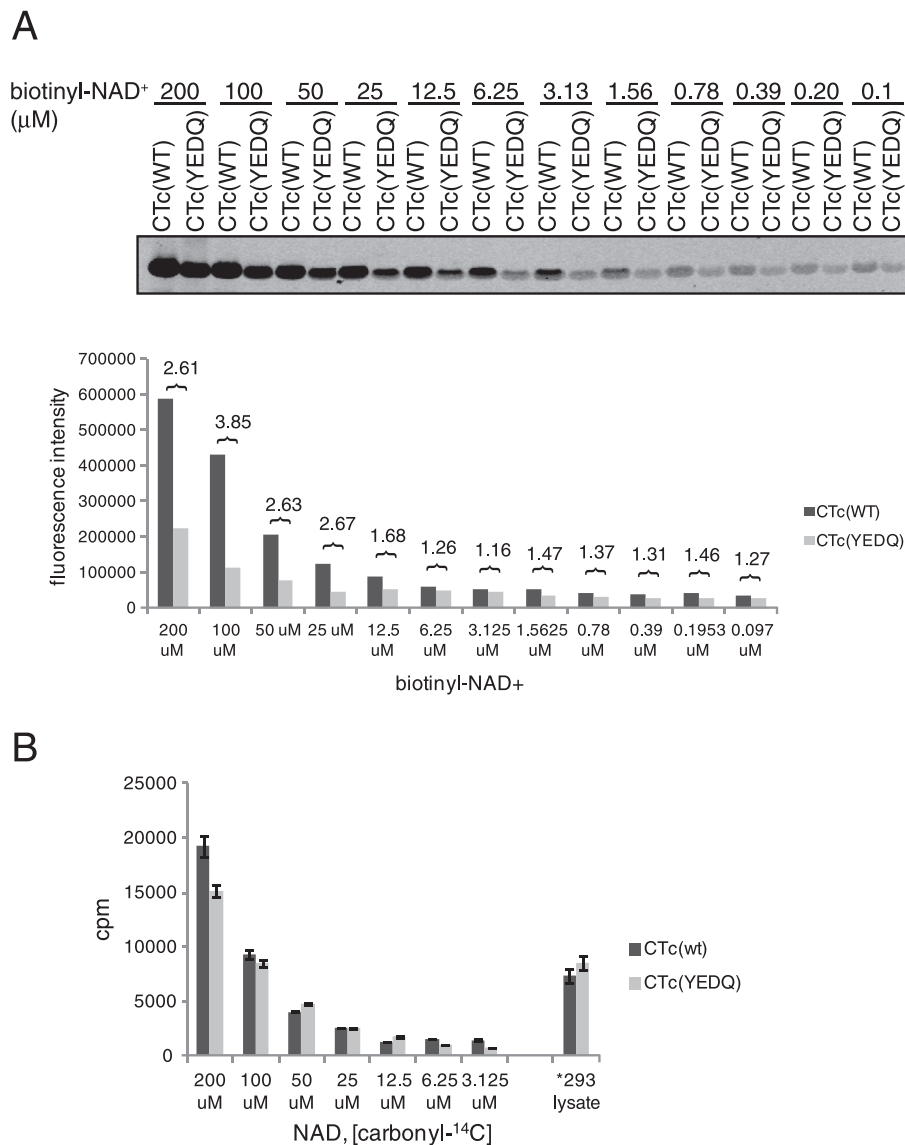 A
biotinyl-NAD+ 200 100 50 25 12.5 6.25 3.13 1.56 0.78 0.39 0.20 0.1
(μM)
CTc(WT) CTc(YEDQ) CTc(WT) CTc(YEDQ) CTc(WT) CTc(YEDQ) CTc(WT) CTc(YEDQ) CTc(WT) CTc(YEDQ) CTc(WT) CTc(YEDQ) CTc(WT) CTc(YEDQ) CTc(WT) CTc(YEDQ) CTc(WT) CTc(YEDQ) CTc(WT) CTc(YEDQ) CTc(WT) CTc(YEDQ) CTc(WT) CTc(YEDQ)
fluorescence intensity
700000
600000
500000
400000
300000
200000
100000
0
2.61 3.85 2.63 2.67 1.68 1.26 1.16 1.47 1.37 1.31 1.46 1.27
CTc(WT)
CTc(YEDQ)
200 100 50 uM 25 uM 12.5 6.25 3.125 1.5625 0.78 0.39 0.1953 0.097
uM uM uM uM uM uM uM uM uM uM
biotinyl-NAD+
B
cpm
25000
20000
15000
10000
5000
0
CTc(wt)
CTc(YEDQ)
200 100 50 25 12.5 6.25 3.125 *293
uM uM uM uM uM uM uM lysate
NAD, [carbonyl-¹⁴C]